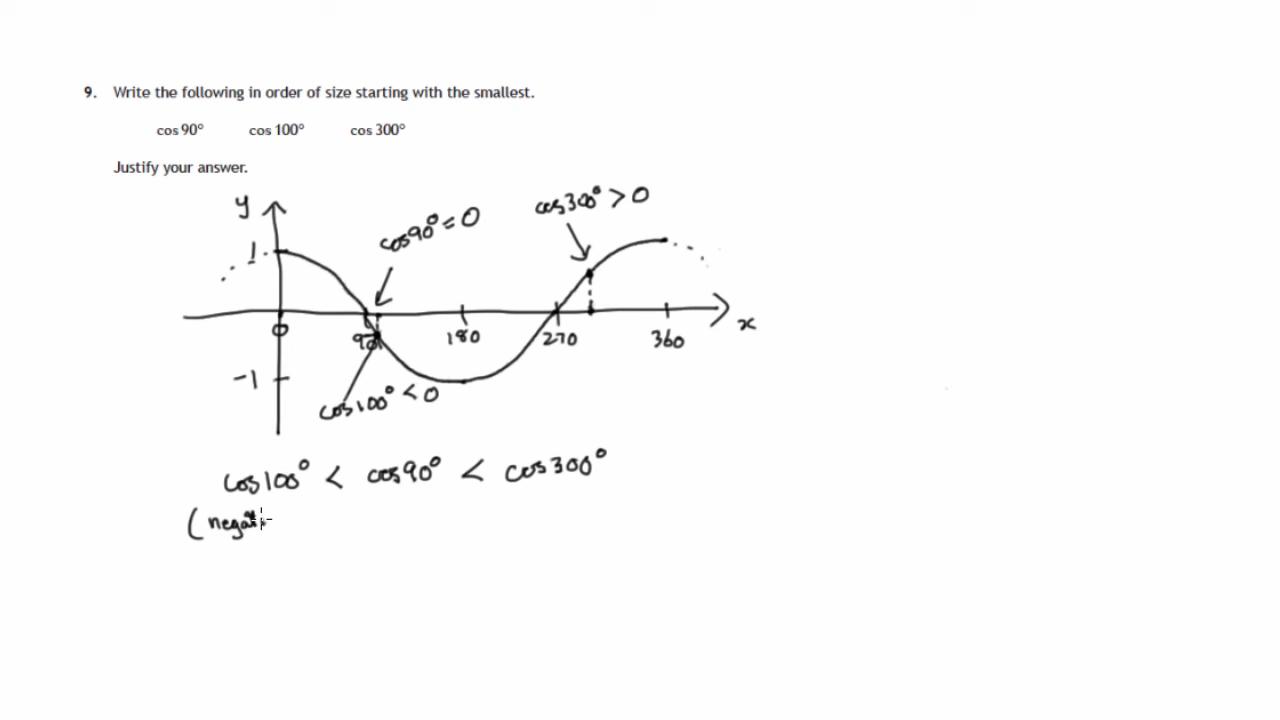 9. Write the following in order of size starting with the smallest.
cos 90° cos 100° cos 300°
Justify your answer.
y
cos300° > 0
cos90° = 0
1
0
90
180
270
360
x
-1
cos100° < 0
cos100° < cos90° < cos300°
(negat